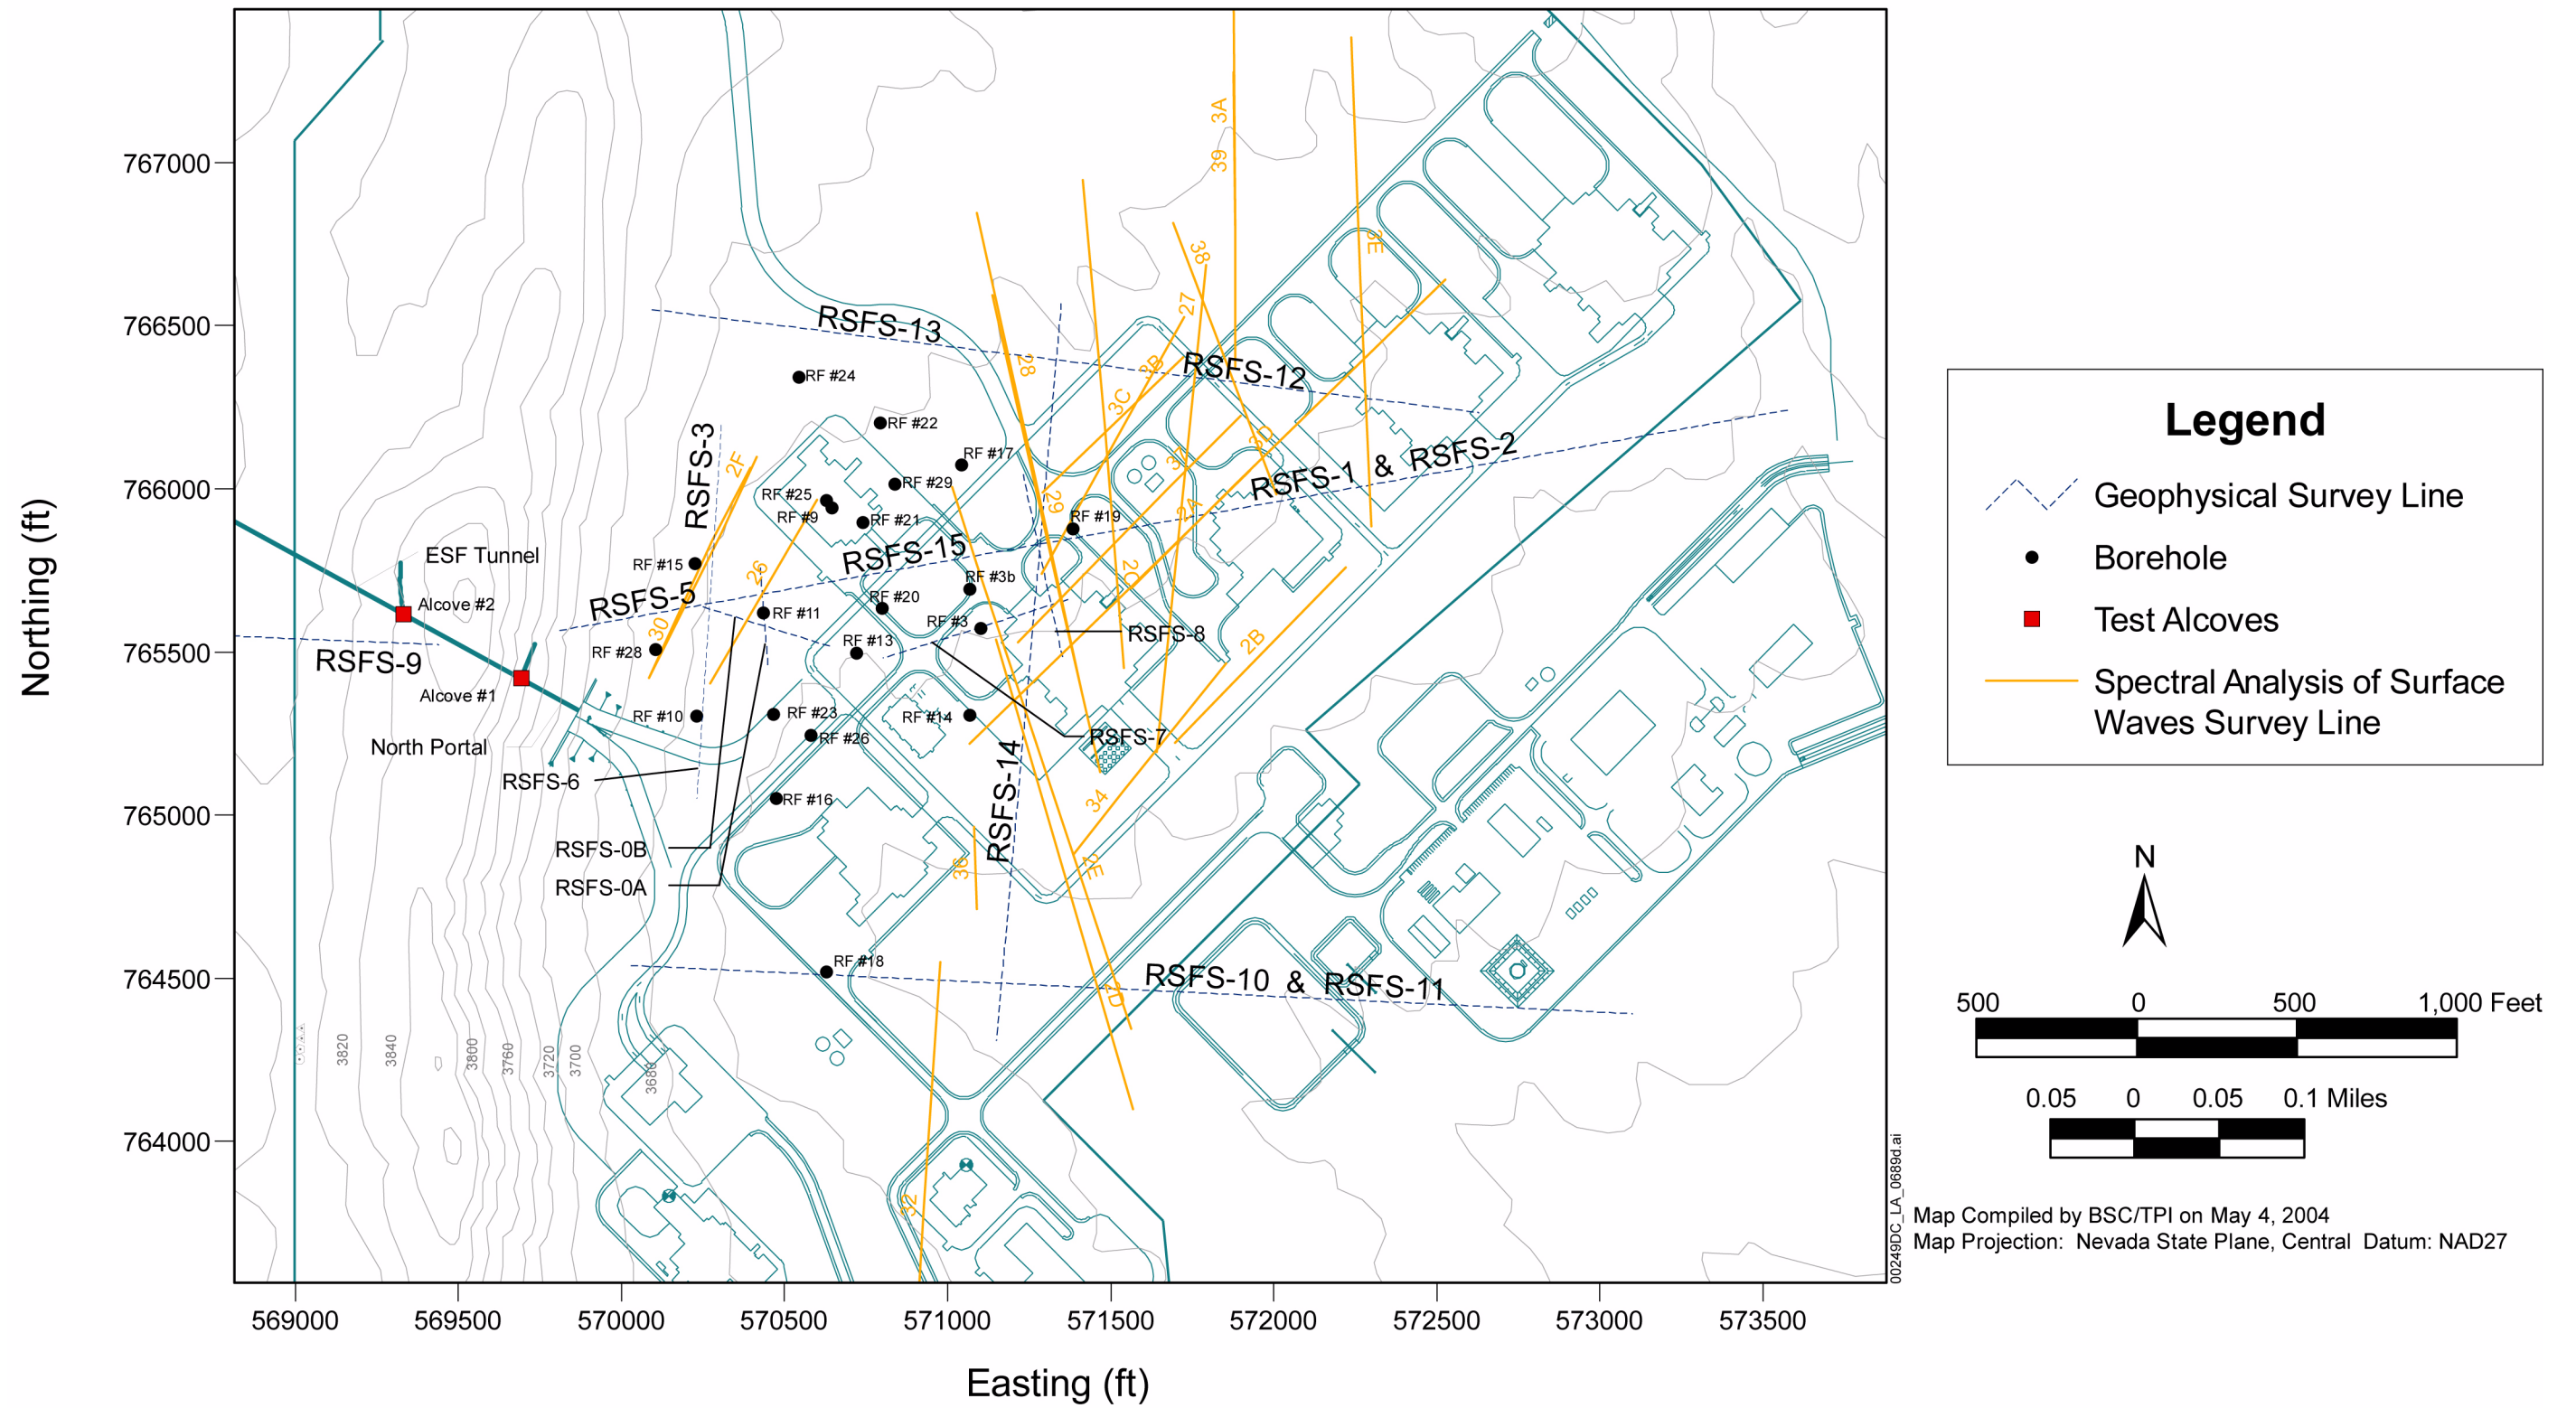 Northing (ft)
767000
766500
766000
765500
765000
764500
764000
569000
569500
570000
570500
571000
571500
572000
572500
573000
573500
Easting (ft)
3A
39
3E
38
27
RSFS-13
28
3B
RSFS-12
3C
RF #24
RF #22
RSFS-3
2F
RF #17
3D
37
RSFS-1 & RSFS-2
RF #29
RF #25
RF #9
RF #21
29
RF #19
2A
RSFS-15
ESF Tunnel
RF #15
26
2C
RF #3b
Alcove #2
RSFS-5
RF #20
RF #11
RF #3
30
RSFS-8
RF #13
2B
RF #28
RSFS-9
Alcove #1
RF #10
RF #23
RF #14
RF #26
North Portal
RSFS-7
RSFS-6
RSFS-14
RF #16
34
RSFS-0B
36
2E
RSFS-0A
RF #18
RSFS-10 & RSFS-11
2D
3820
3840
3800
3760
3720
3700
3680
32
Legend
Geophysical Survey Line
Borehole
Test Alcoves
Spectral Analysis of Surface
Waves Survey Line
N
500 0 500 1,000 Feet
0.05 0 0.05 0.1 Miles
00249DC_LA_0689d.ai
Map Compiled by BSC/TPI on May 4, 2004
Map Projection: Nevada State Plane, Central Datum: NAD27